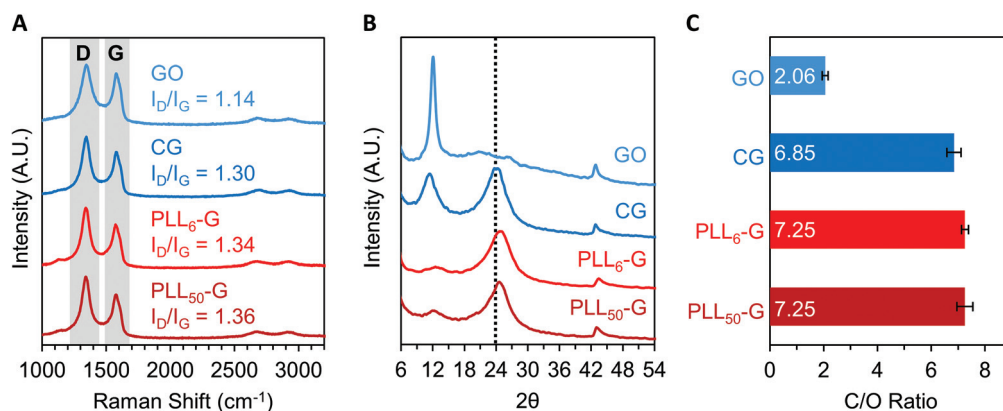 A
D G
GO
I_D/I_G = 1.14
CG
I_D/I_G = 1.30
PLL₆-G
I_D/I_G = 1.34
PLL₅₀-G
I_D/I_G = 1.36
Intensity (A.U.)
1000 1500 2000 2500 3000
Raman Shift (cm⁻¹)
B
GO
CG
PLL₆-G
PLL₅₀-G
Intensity (A.U.)
6 12 18 24 30 36 42 48 54
2θ
C
GO 2.06
CG 6.85
PLL₆-G 7.25
PLL₅₀-G 7.25
0 2 4 6 8
C/O Ratio